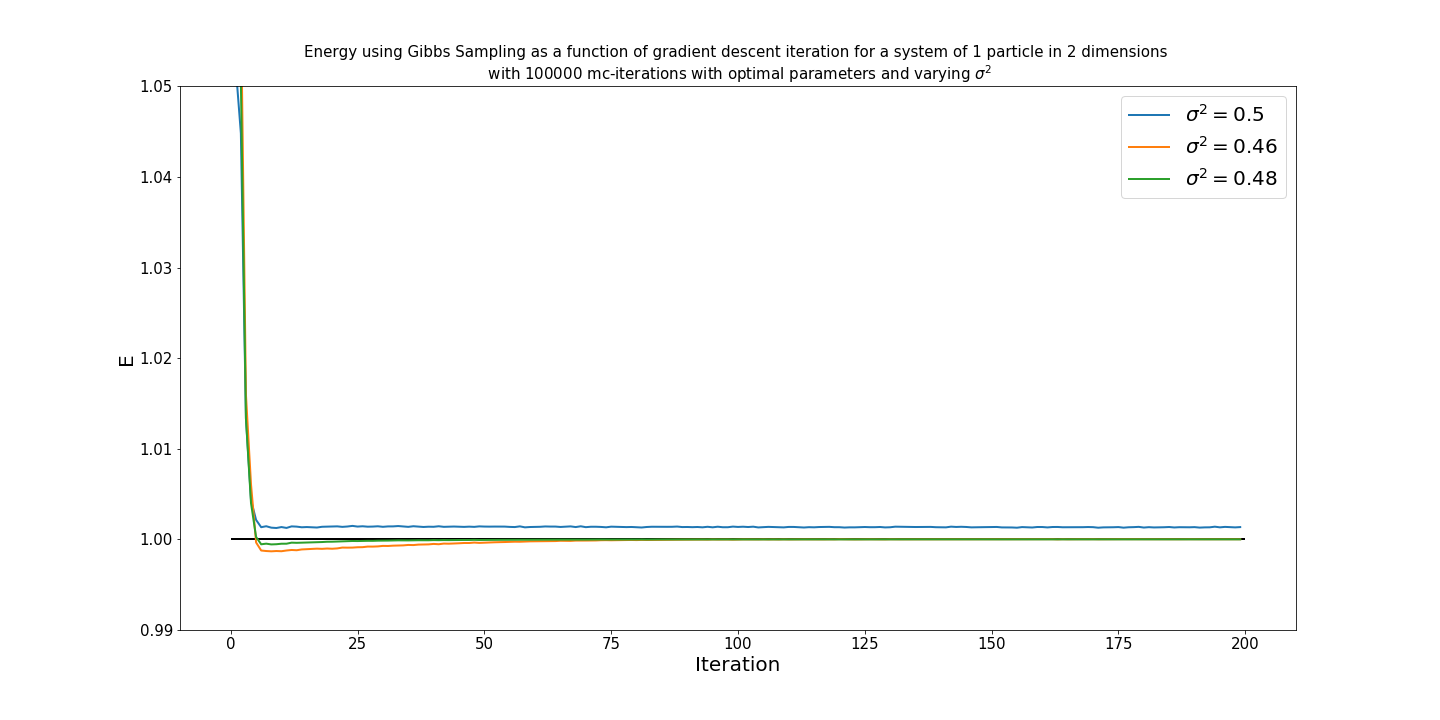 Energy using Gibbs Sampling as a function of gradient descent iteration for a system of 1 particle in 2 dimensions
with 100000 mc-iterations with optimal parameters and varying σ²
1.05
1.04
1.03
1.02
1.01
1.00
0.99
E
σ² = 0.5
σ² = 0.46
σ² = 0.48
0 25 50 75 100 125 150 175 200
Iteration